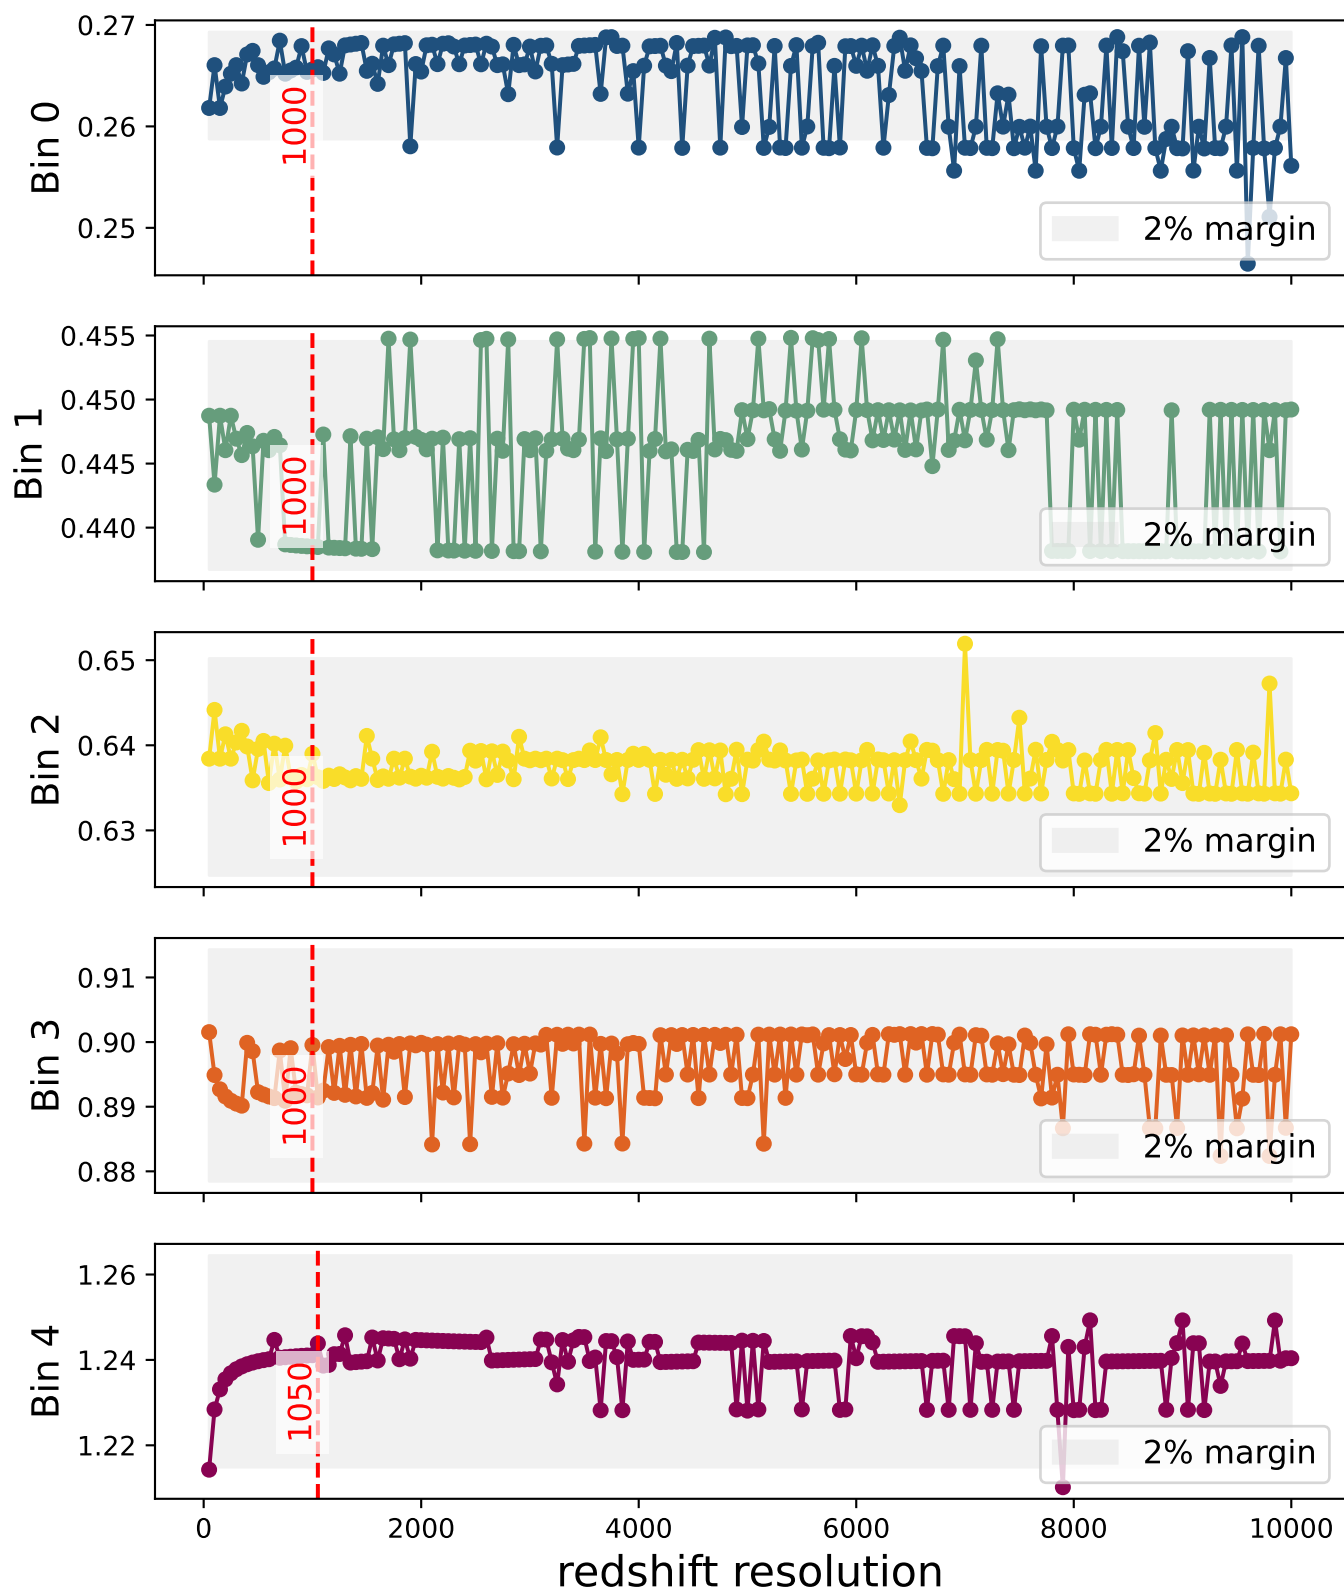 0.27
0.26
0.25
Bin 0
1000
2% margin
0.455
0.450
0.445
0.440
Bin 1
1000
2% margin
0.65
0.64
0.63
Bin 2
1000
2% margin
0.91
0.90
0.89
0.88
Bin 3
1000
2% margin
1.26
1.24
1.22
Bin 4
1050
2% margin
0 2000 4000 6000 8000 10000
redshift resolution